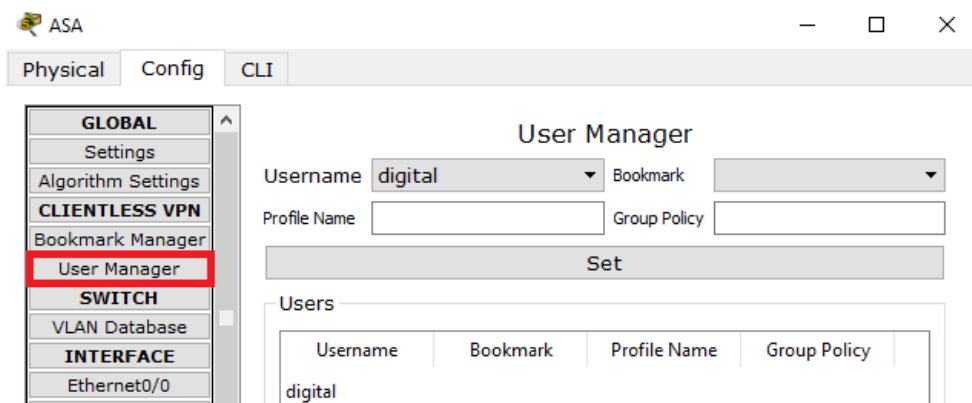 ASA
Physical Config CLI
GLOBAL
Settings
Algorithm Settings
CLIENTLESS VPN
Bookmark Manager
User Manager
SWITCH
VLAN Database
INTERFACE
Ethernet0/0
User Manager
Username digital Bookmark
Profile Name Group Policy
Set
Users
Username Bookmark Profile Name Group Policy
digital